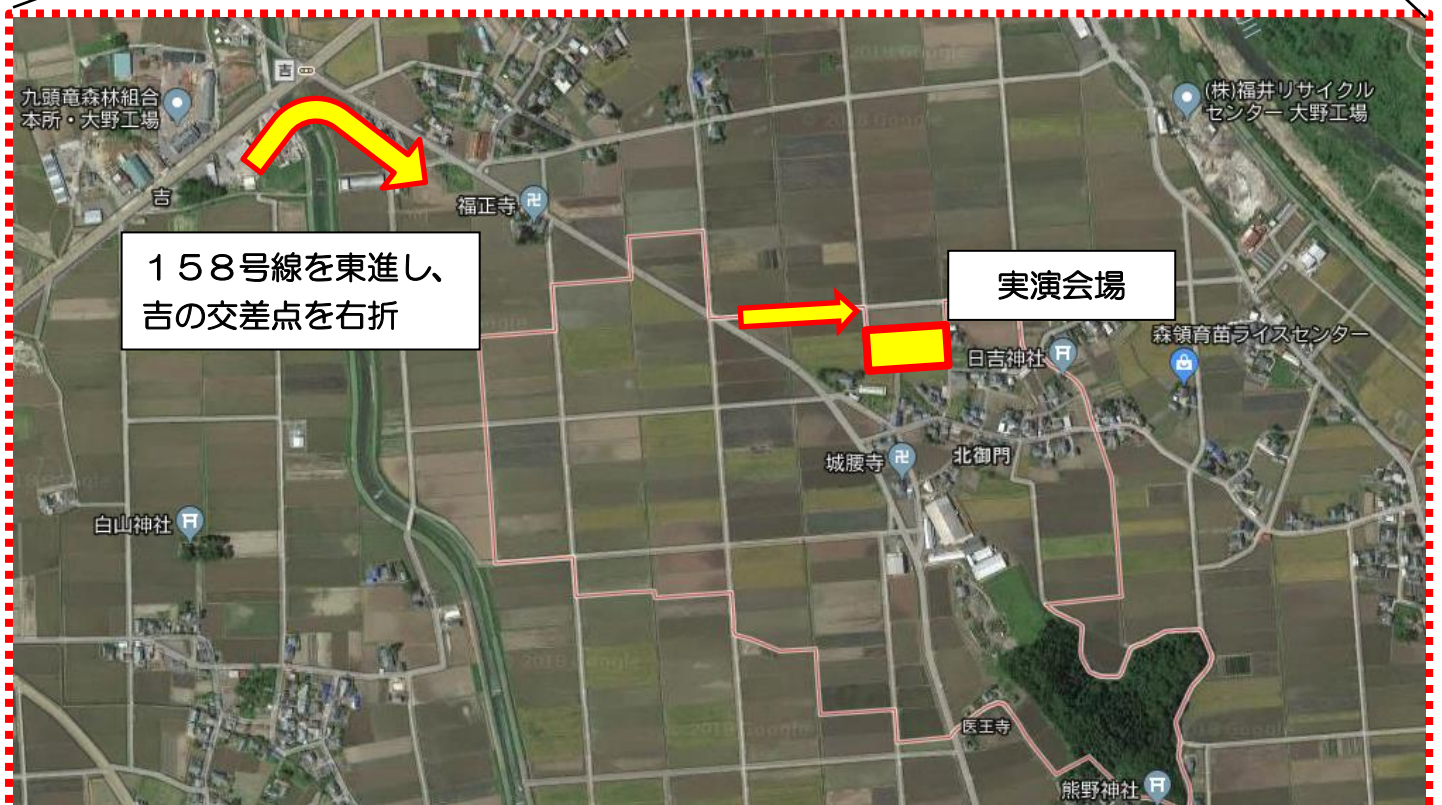 吉
九頭竜森林組合
本所・大野工場
(株)福井リサイクル
センター 大野工場
吉
福正寺
158号線を東進し、
吉の交差点を右折
実演会場
日吉神社
森領育苗ライスセンター
城腰寺
北御門
白山神社
医王寺
熊野神社